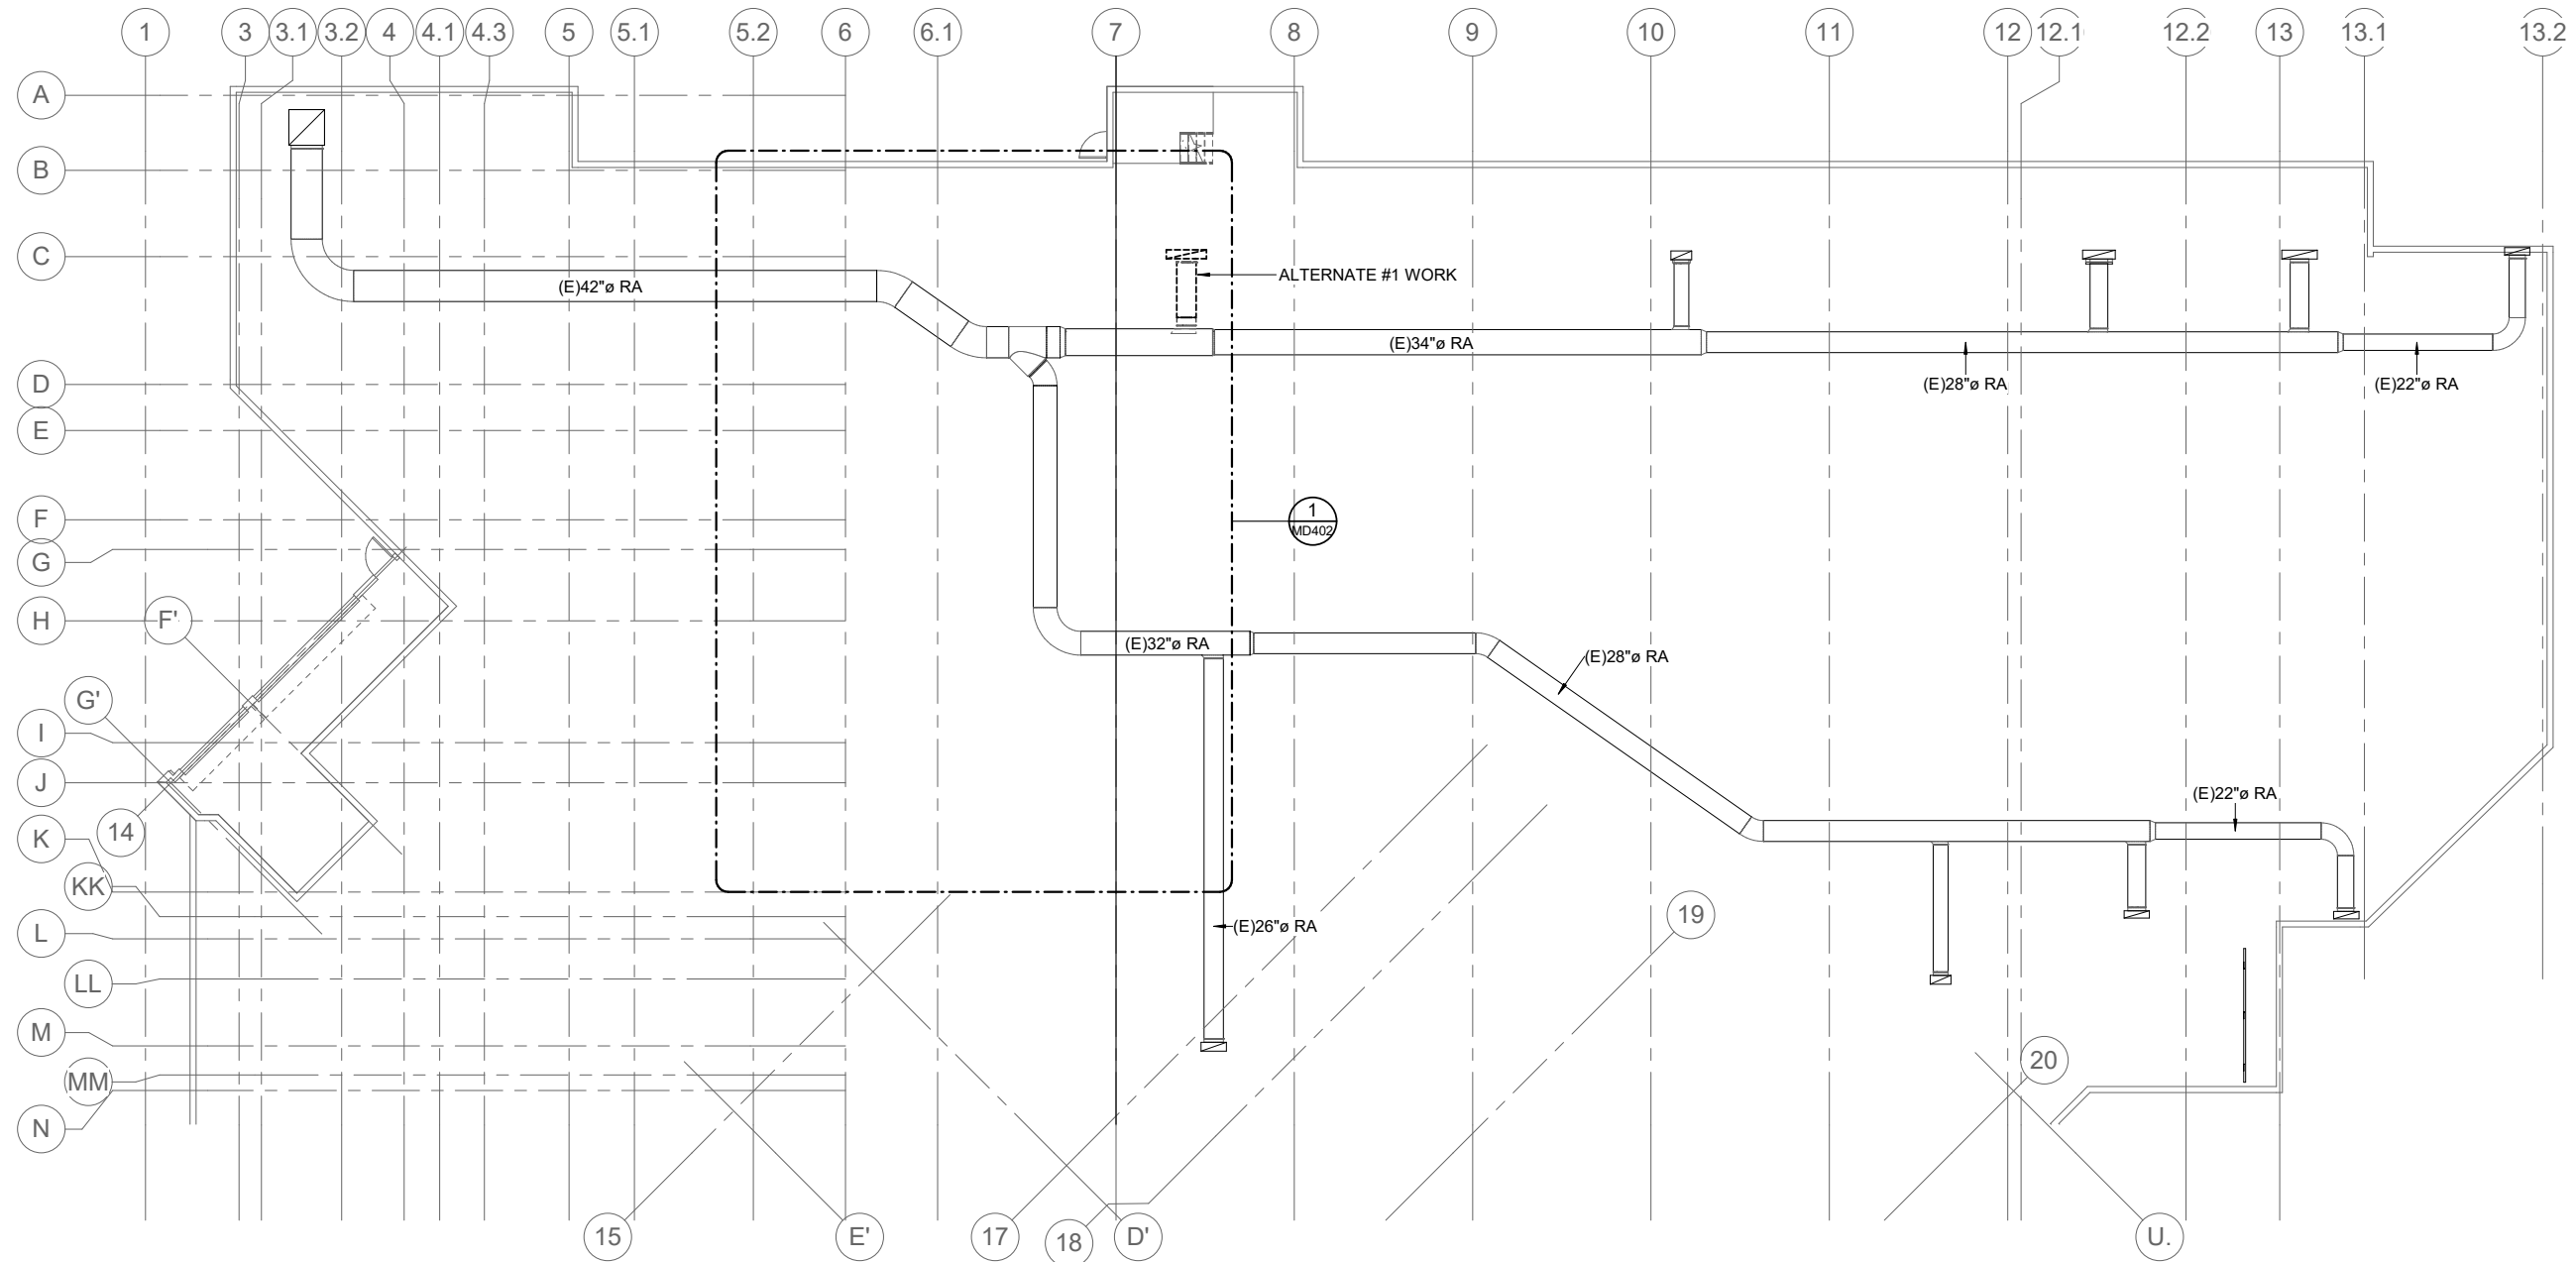 1
3
3.1
3.2
4
4.1
4.3
5
5.1
5.2
6
6.1
7
8
9
10
11
12
12.1
12.2
13
13.1
13.2
A
B
C
ALTERNATE #1 WORK
(E)42"ø RA
(E)34"ø RA
D
(E)28"ø RA
(E)22"ø RA
E
F
1
MD402
G
H
F'
(E)32"ø RA
(E)28"ø RA
G'
I
J
(E)22"ø RA
14
K
KK
19
(E)26"ø RA
L
LL
M
20
MM
N
15
E'
17
18
D'
U.